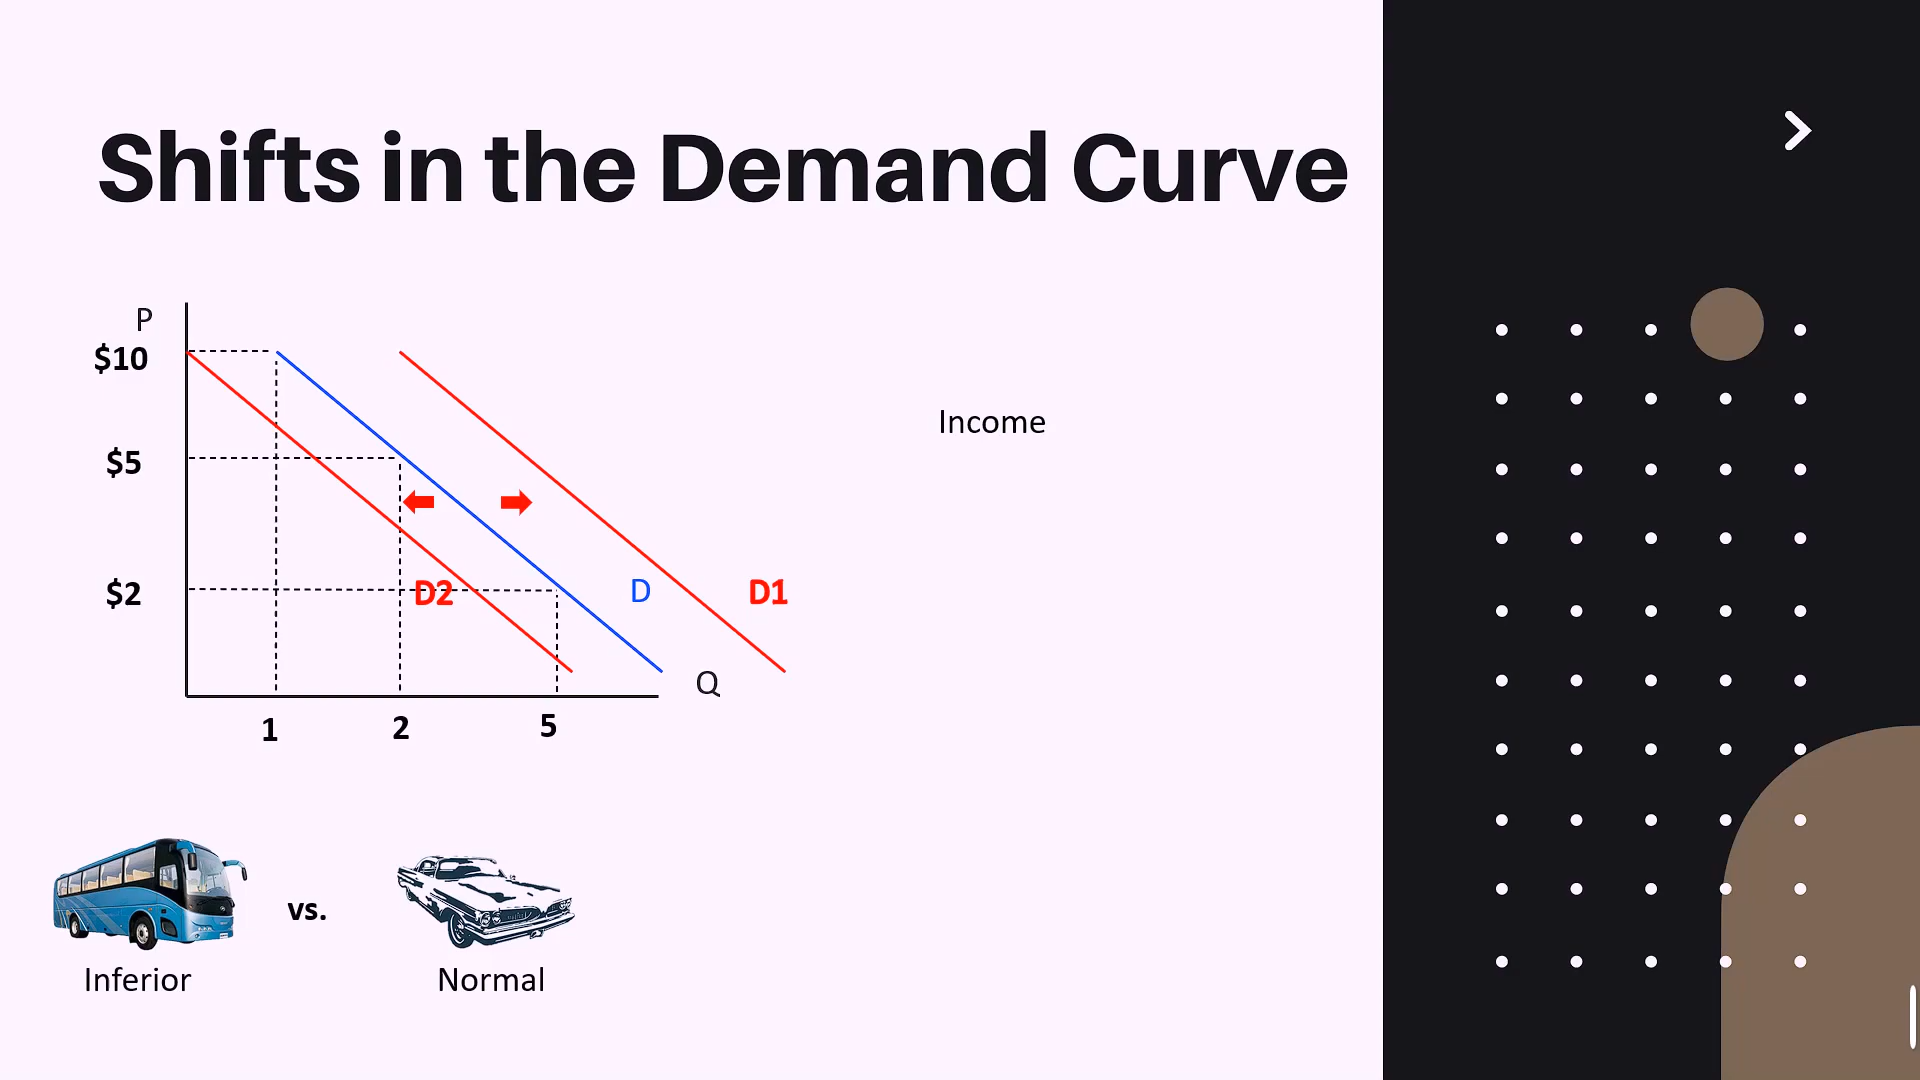 Shifts in the Demand Curve
P
$10
$5
$2
D2
D
D1
Q
1
2
5
Income
vs.
Inferior
Normal